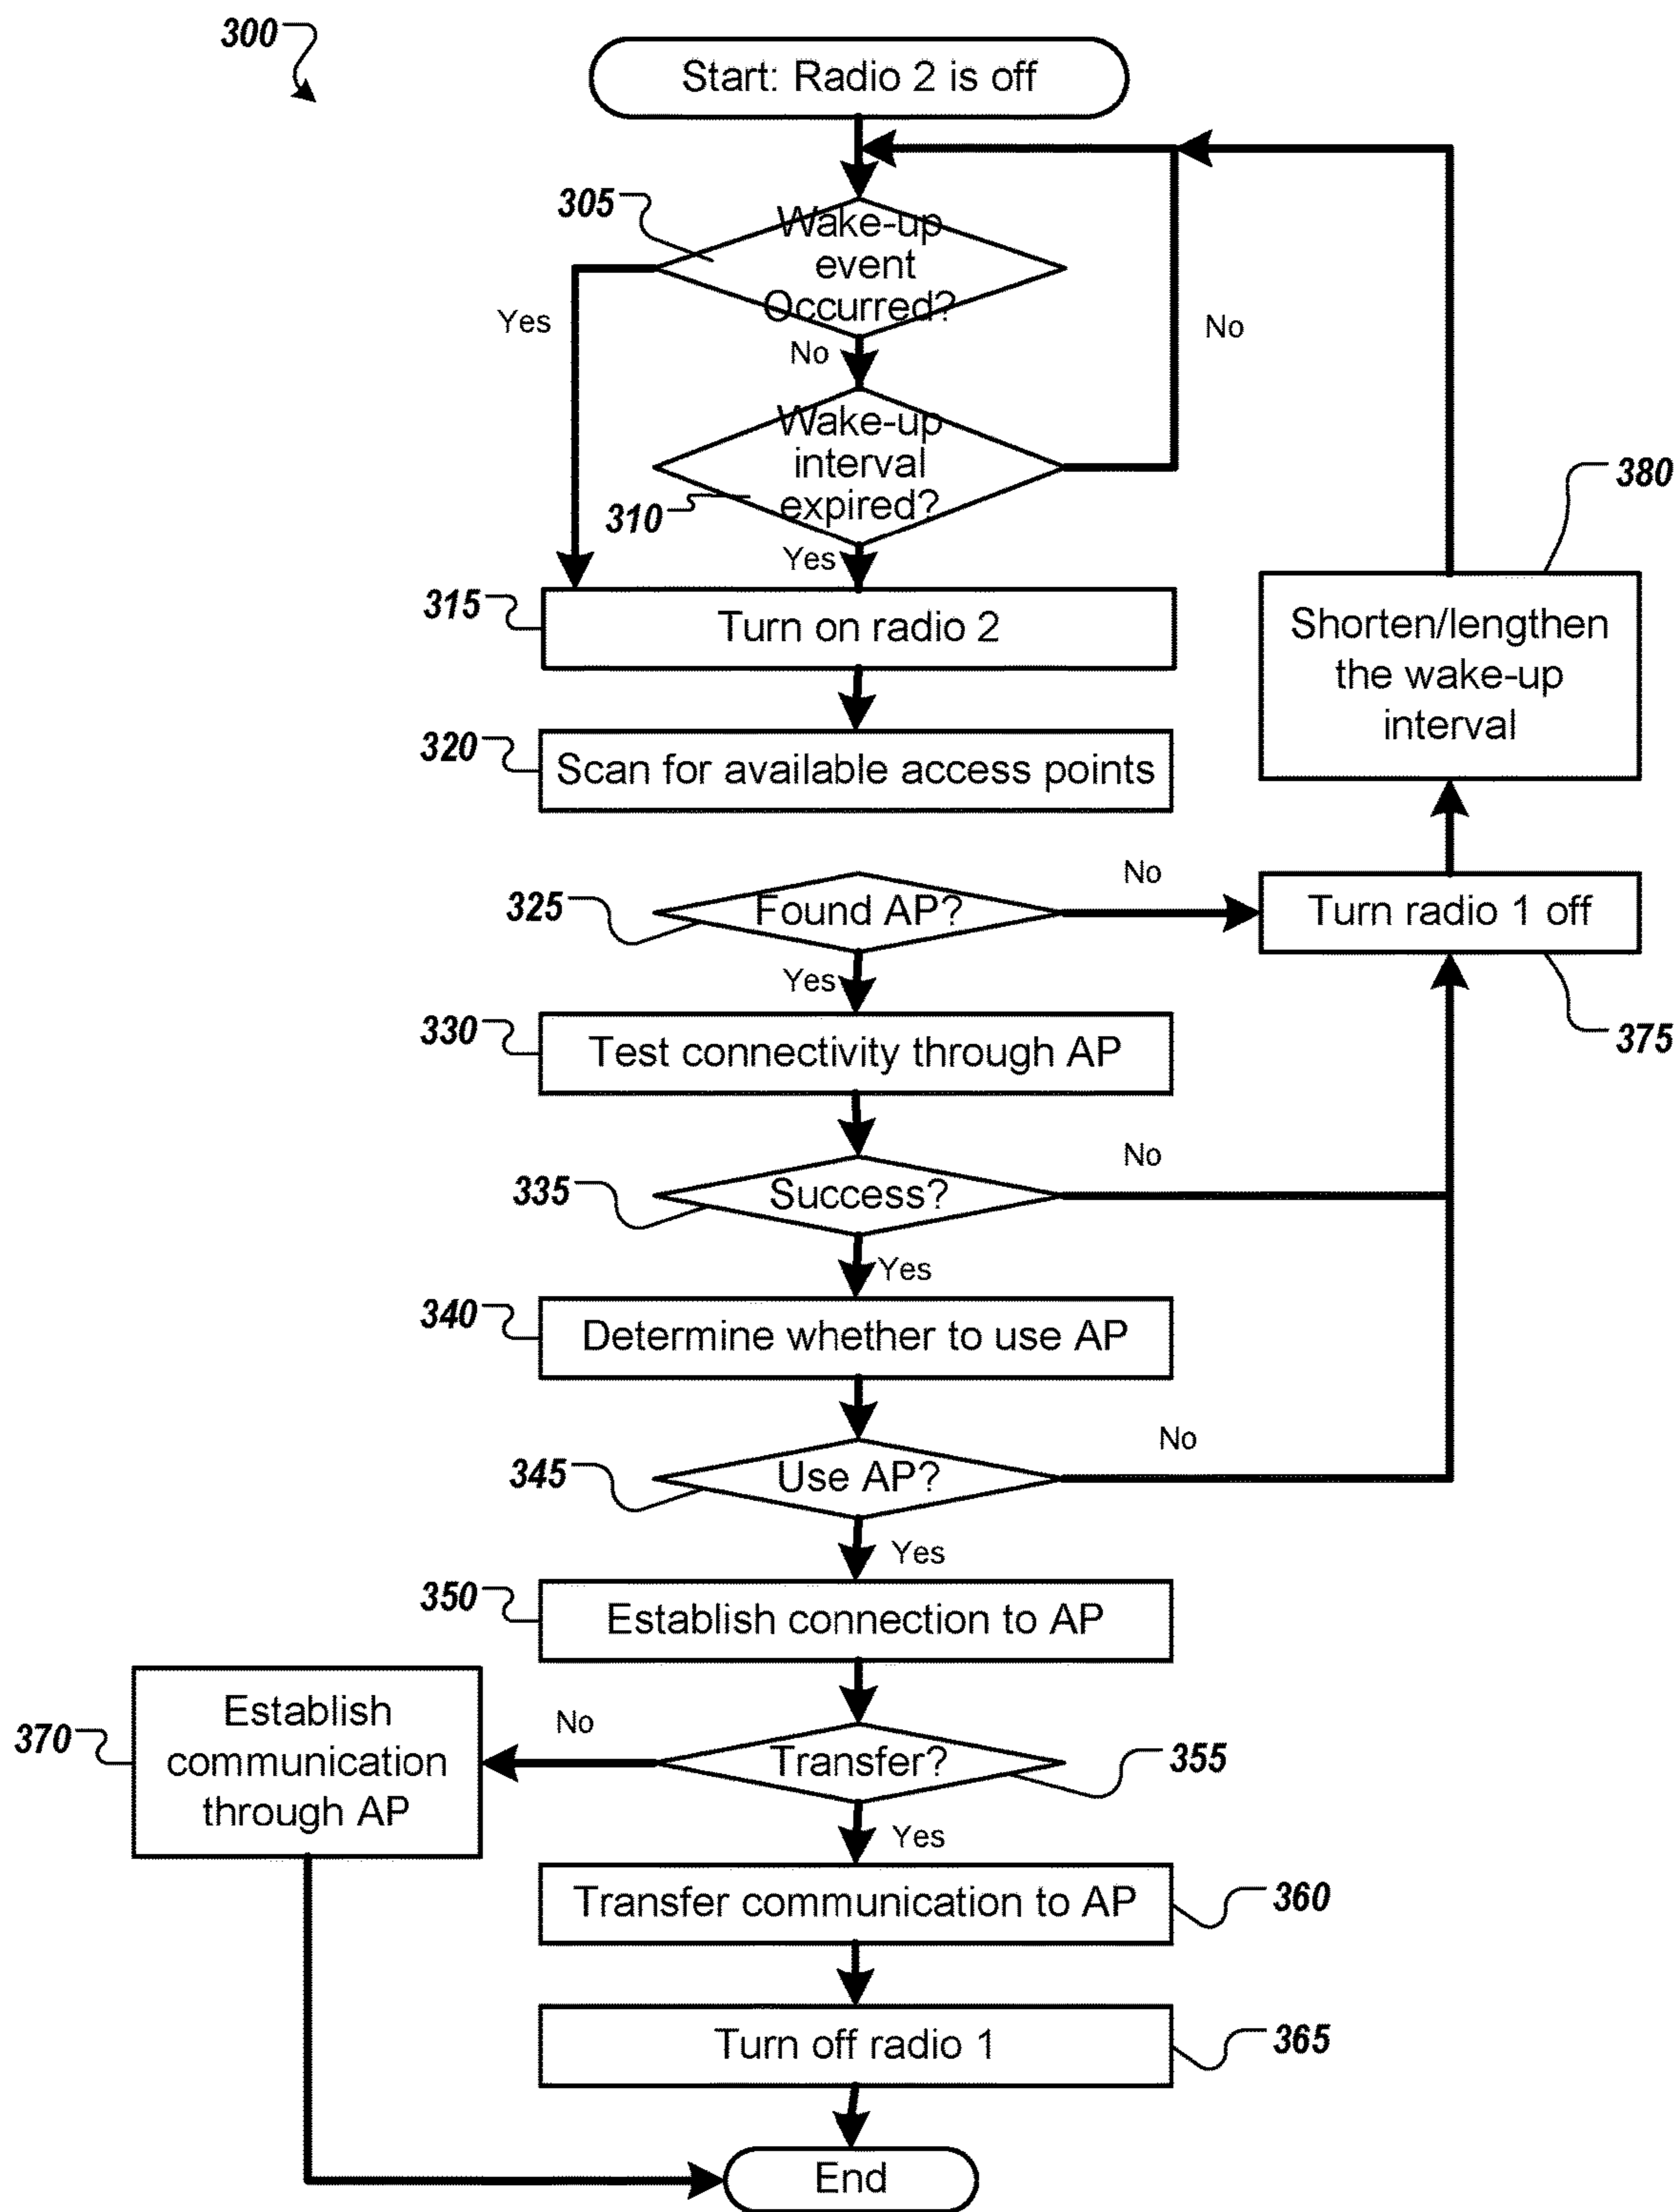 300
Start: Radio 2 is off
305
Wake-up
event
Occurred?
Yes
No
No
Wake-up
interval
expired?
310
380
Yes
315
Turn on radio 2
Shorten/lengthen
the wake-up
interval
320
Scan for available access points
No
325
Found AP?
Turn radio 1 off
Yes
330
Test connectivity through AP
375
No
335
Success?
Yes
340
Determine whether to use AP
No
345
Use AP?
Yes
350
Establish connection to AP
370
Establish
communication
through AP
No
Transfer?
355
Yes
Transfer communication to AP
360
Turn off radio 1
365
End